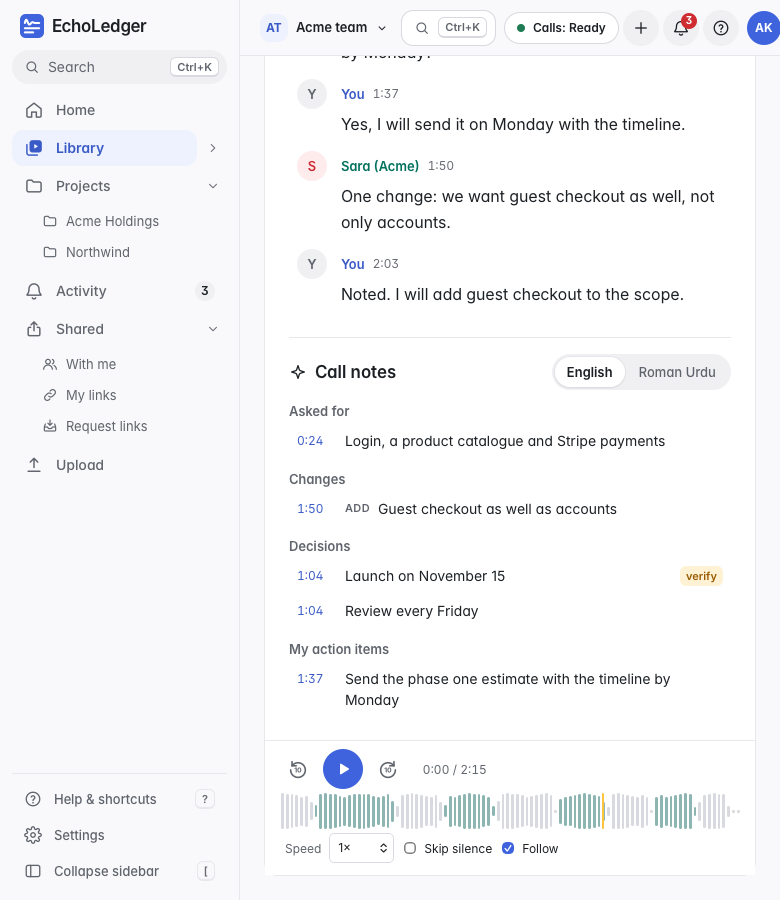 EchoLedger
Search Ctrl+K
Home
Library
Projects
Acme Holdings
Northwind
Activity 3
Shared
With me
My links
Request links
Upload
Help & shortcuts ?
Settings
Collapse sidebar [
AT Acme team Ctrl+K Calls: Ready 3 AK
by Monday?
Y You 1:37
Yes, I will send it on Monday with the timeline.
S Sara (Acme) 1:50
One change: we want guest checkout as well, not
only accounts.
Y You 2:03
Noted. I will add guest checkout to the scope.
Call notes English Roman Urdu
Asked for
0:24 Login, a product catalogue and Stripe payments
Changes
1:50 ADD Guest checkout as well as accounts
Decisions
1:04 Launch on November 15 verify
1:04 Review every Friday
My action items
1:37 Send the phase one estimate with the timeline by
Monday
10 10 0:00 / 2:15
Speed 1× Skip silence Follow